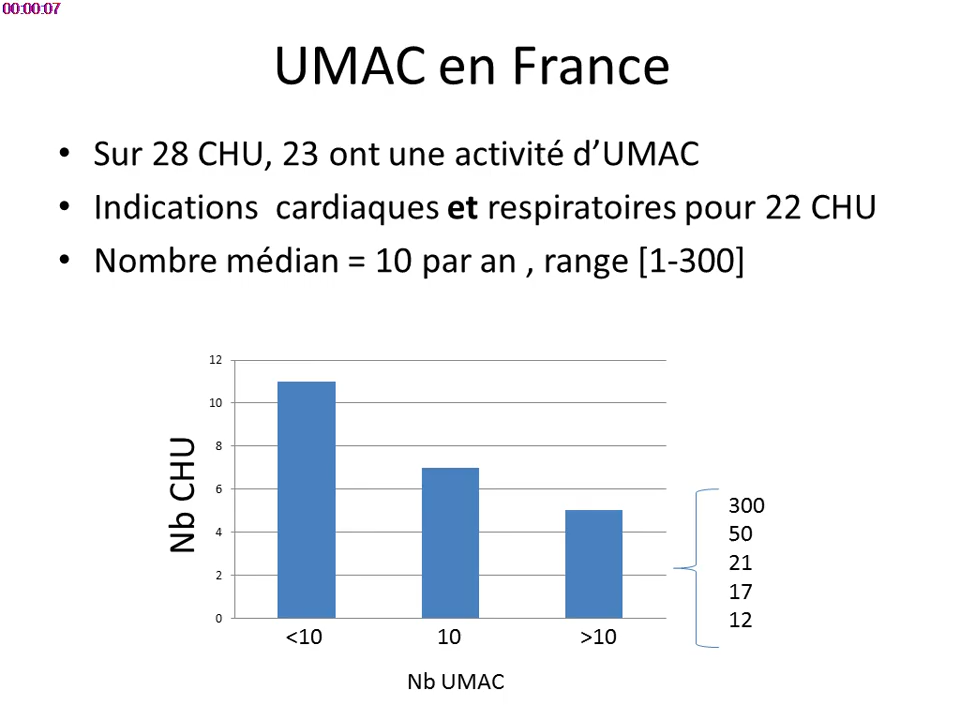 00:00:07
UMAC en France
• Sur 28 CHU, 23 ont une activité d’UMAC
• Indications cardiaques et respiratoires pour 22 CHU
• Nombre médian = 10 par an , range [1-300]
12
10
8
6
4
2
0
Nb CHU
<10 10 >10
Nb UMAC
300
50
21
17
12